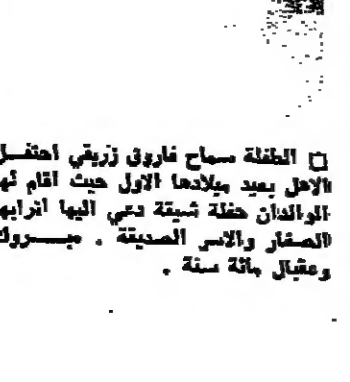 □ الطفلة سماح فاروق زريقي احتفل
الاهل بعيد ميلادها الاول حيث اقام لها
الوالدان حفلة شيقة دعي اليها اترابها
الصغار والاسر الصديقة . مبروك
وعقبال مائة سنة .